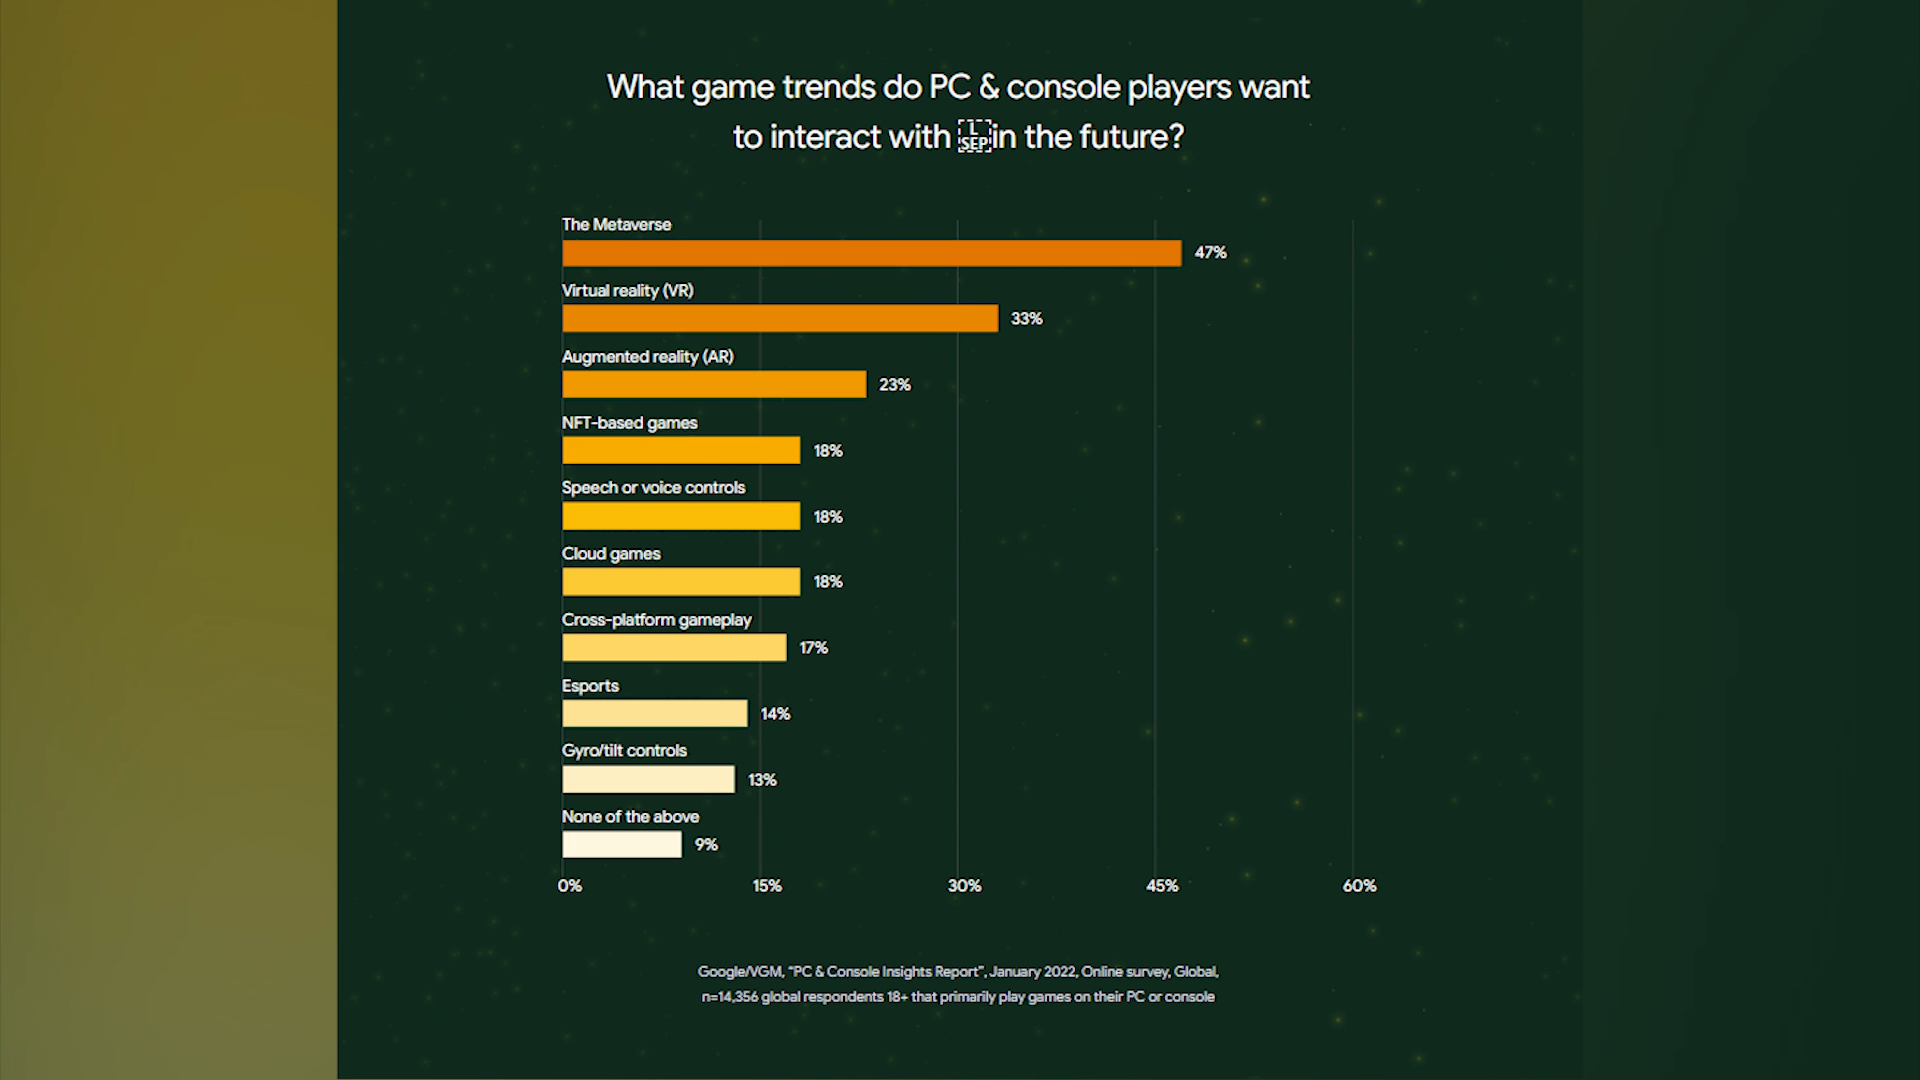 What game trends do PC & console players want
to interact with L SEP in the future?
The Metaverse
47%
Virtual reality (VR)
33%
Augmented reality (AR)
23%
NFT-based games
18%
Speech or voice controls
18%
Cloud games
18%
Cross-platform gameplay
17%
Esports
14%
Gyro/tilt controls
13%
None of the above
9%
0% 15% 30% 45% 60%
Google/VGM, “PC & Console Insights Report”, January 2022, Online survey, Global,
n=14,356 global respondents 18+ that primarily play games on their PC or console